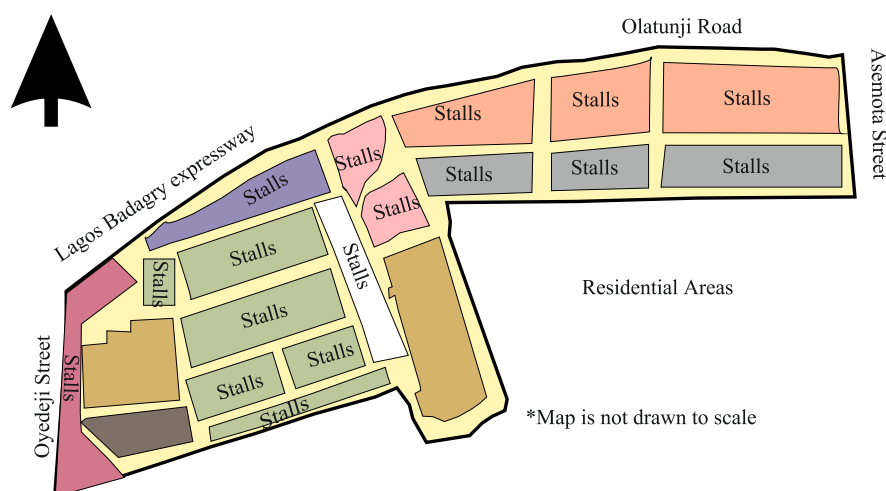 Olatunji Road
Asemota Street
Stalls
Stalls
Stalls
Lagos Badagry expressway
Stalls
Stalls
Stalls
Stalls
Stalls
Stalls
Stalls
Stalls
Stalls
Stalls
Residential Areas
Stalls
Oyedeji Street
Stalls
Stalls
Stalls
Stalls
*Map is not drawn to scale